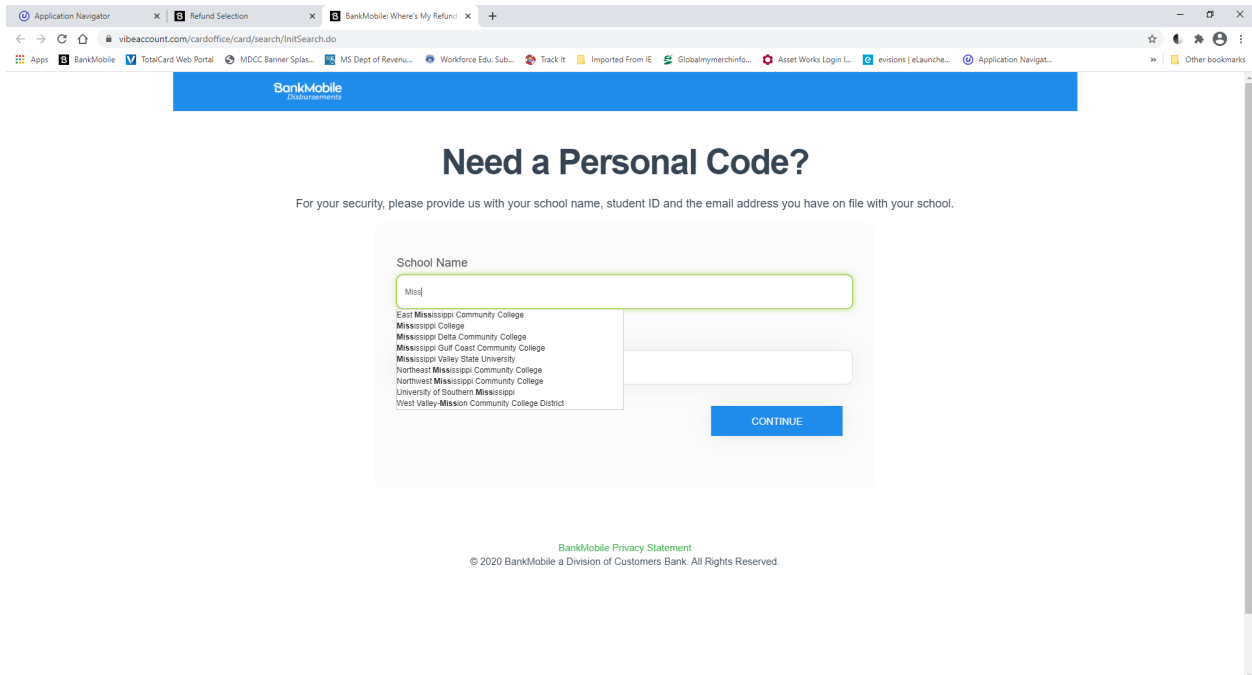 Application Navigator
Refund Selection
BankMobile: Where's My Refund
vibeaccount.com/cardoffice/card/search/InitSearch.do
Apps BankMobile TotalCard Web Portal MDCC Banner Splas... MS Dept of Revenu... Workforce Edu. Sub... Track It Imported From IE Globalmymerchinfo... Asset Works Login I... evisions | eLaunche... Application Navigat... » Other bookmarks
BankMobile
Disbursements
Need a Personal Code?
For your security, please provide us with your school name, student ID and the email address you have on file with your school.
School Name
Miss
East Mississippi Community College
Mississippi College
Mississippi Delta Community College
Mississippi Gulf Coast Community College
Mississippi Valley State University
Northeast Mississippi Community College
Northwest Mississippi Community College
University of Southern Mississippi
West Valley-Mission Community College District
CONTINUE
BankMobile Privacy Statement
© 2020 BankMobile a Division of Customers Bank. All Rights Reserved.